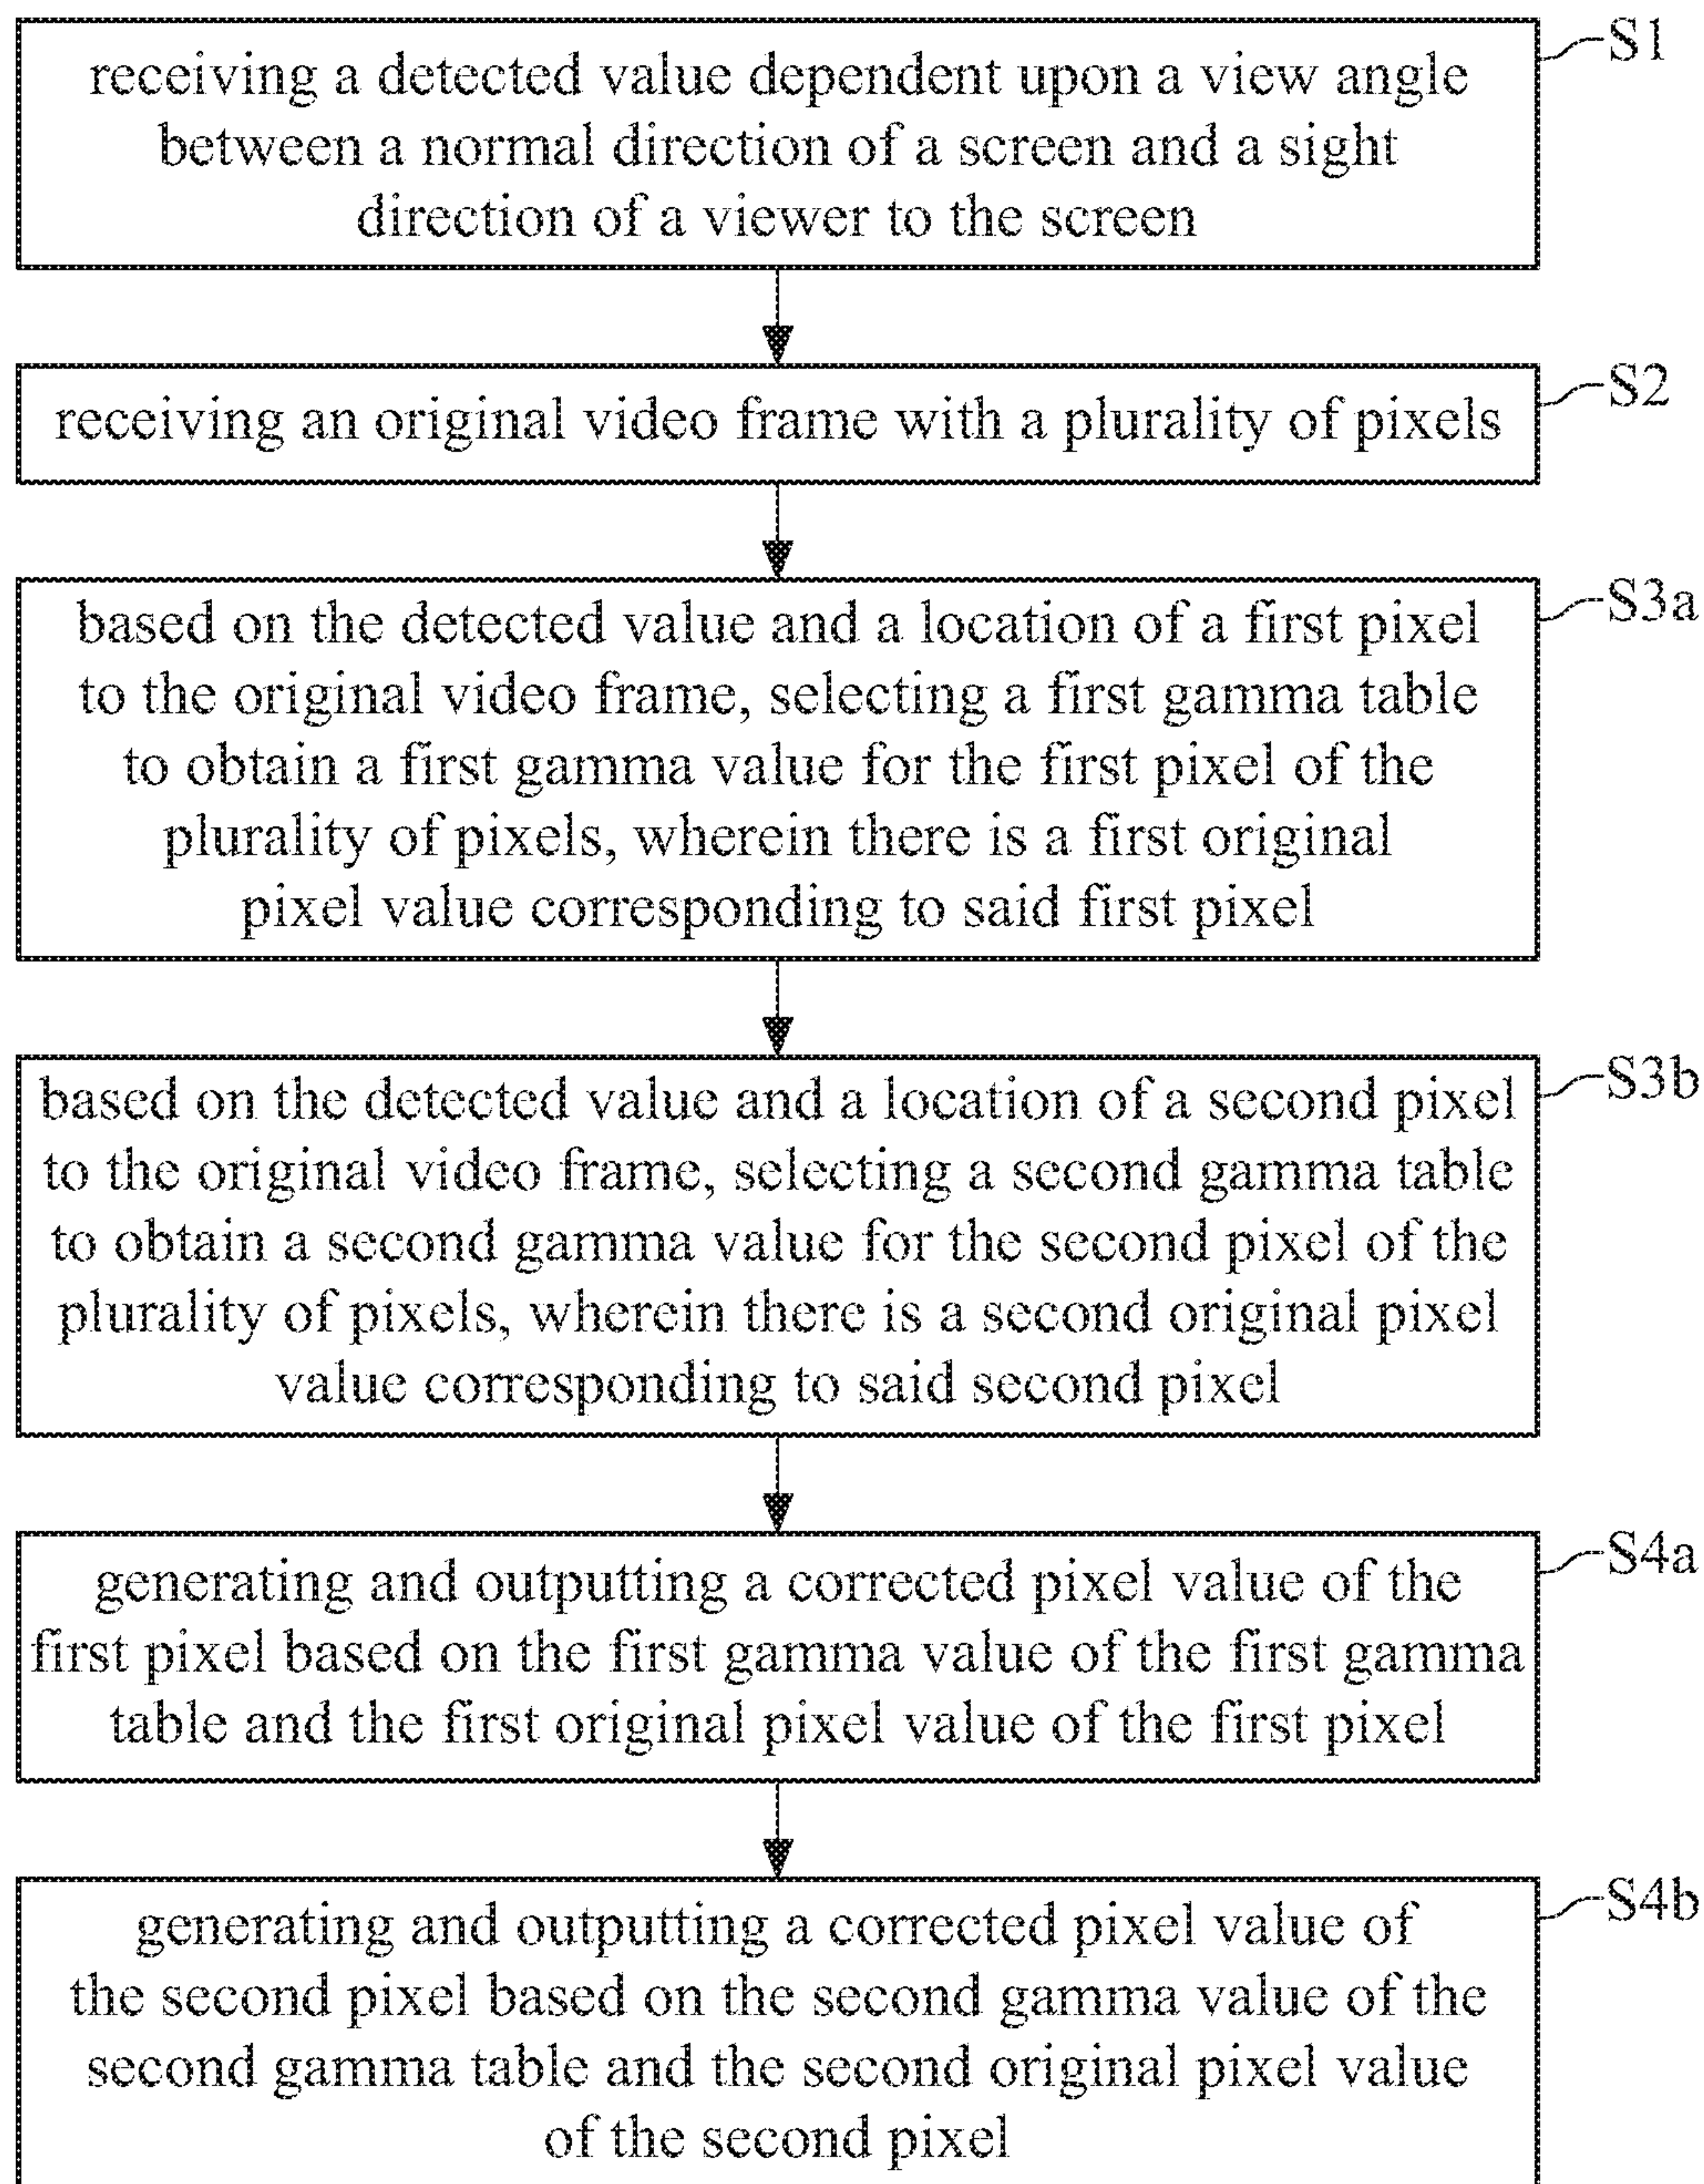 receiving a detected value dependent upon a view angle
between a normal direction of a screen and a sight
direction of a viewer to the screen
S1
receiving an original video frame with a plurality of pixels
S2
based on the detected value and a location of a first pixel
to the original video frame, selecting a first gamma table
to obtain a first gamma value for the first pixel of the
plurality of pixels, wherein there is a first original
pixel value corresponding to said first pixel
S3a
based on the detected value and a location of a second pixel
to the original video frame, selecting a second gamma table
to obtain a second gamma value for the second pixel of the
plurality of pixels, wherein there is a second original pixel
value corresponding to said second pixel
S3b
generating and outputting a corrected pixel value of the
first pixel based on the first gamma value of the first gamma
table and the first original pixel value of the first pixel
S4a
generating and outputting a corrected pixel value of
the second pixel based on the second gamma value of the
second gamma table and the second original pixel value
of the second pixel
S4b